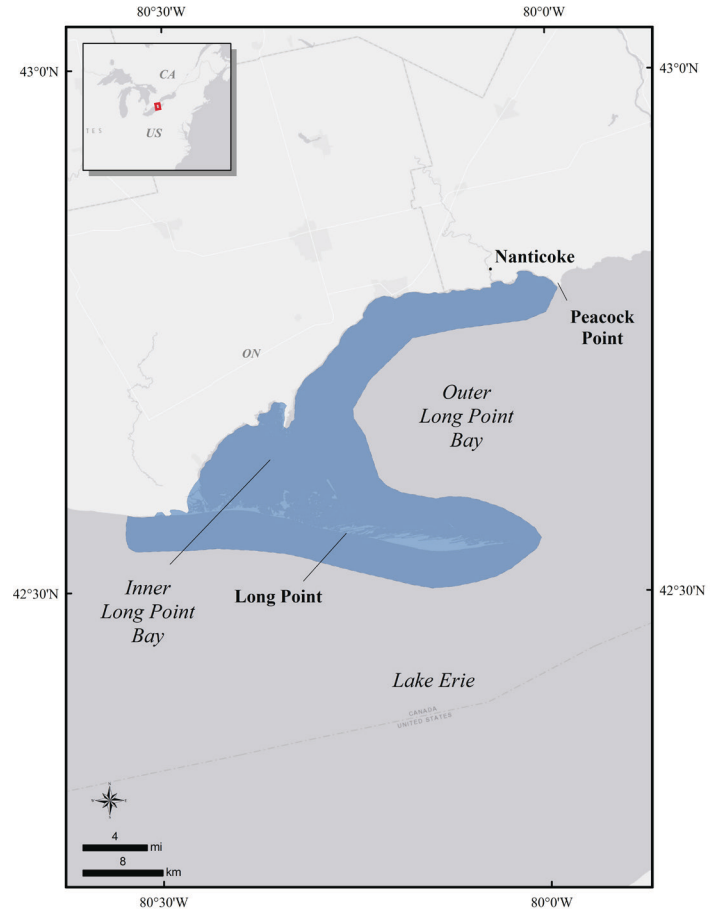 80°30'W
80°0'W
43°0'N
43°0'N
CA
TES
US
Nanticoke
Peacock
Point
ON
Outer
Long Point
Bay
Inner
Long Point
Bay
Long Point
42°30'N
42°30'N
Lake Erie
CANADA
UNITED STATES
4
mi
8
km
80°30'W
80°0'W